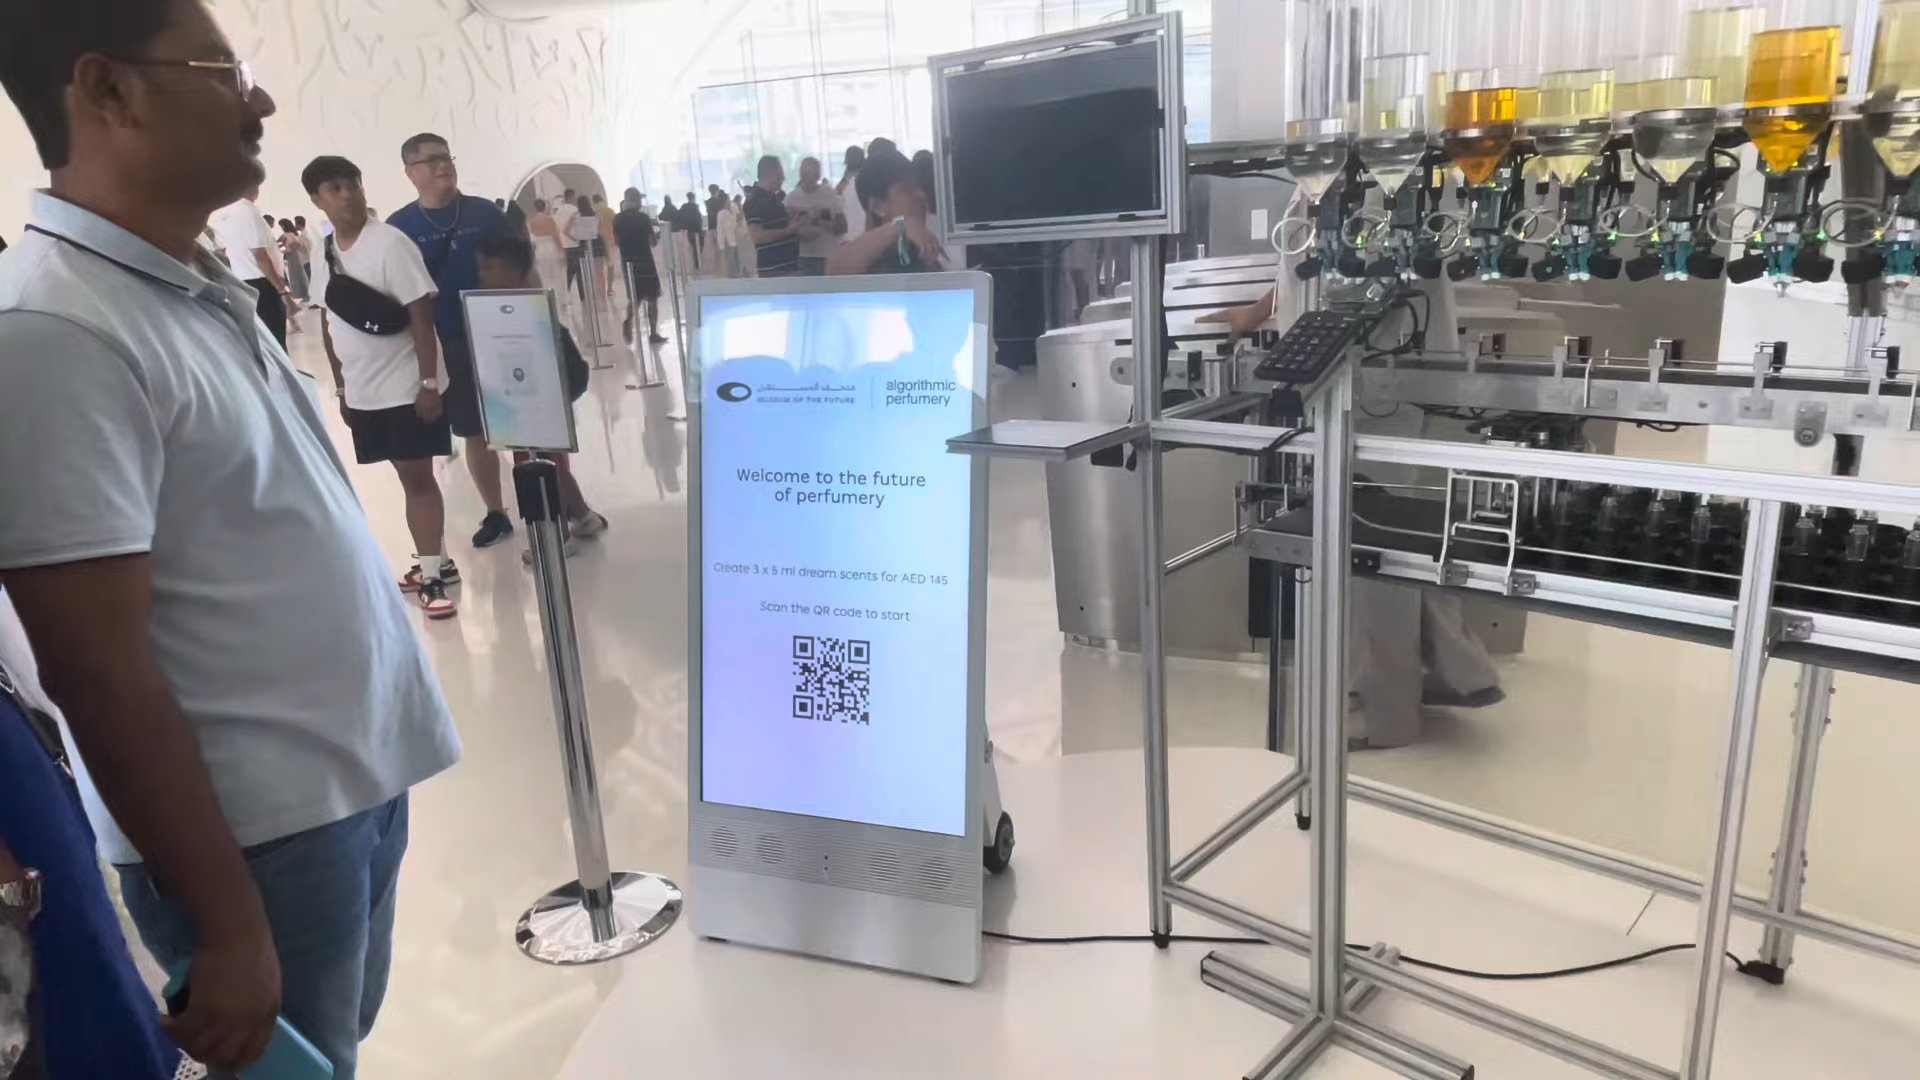 متحف المستقبل
MUSEUM OF THE FUTURE
algorithmic
perfumery
Welcome to the future
of perfumery
Create 3 x 5 ml dream scents for AED 145
Scan the QR code to start